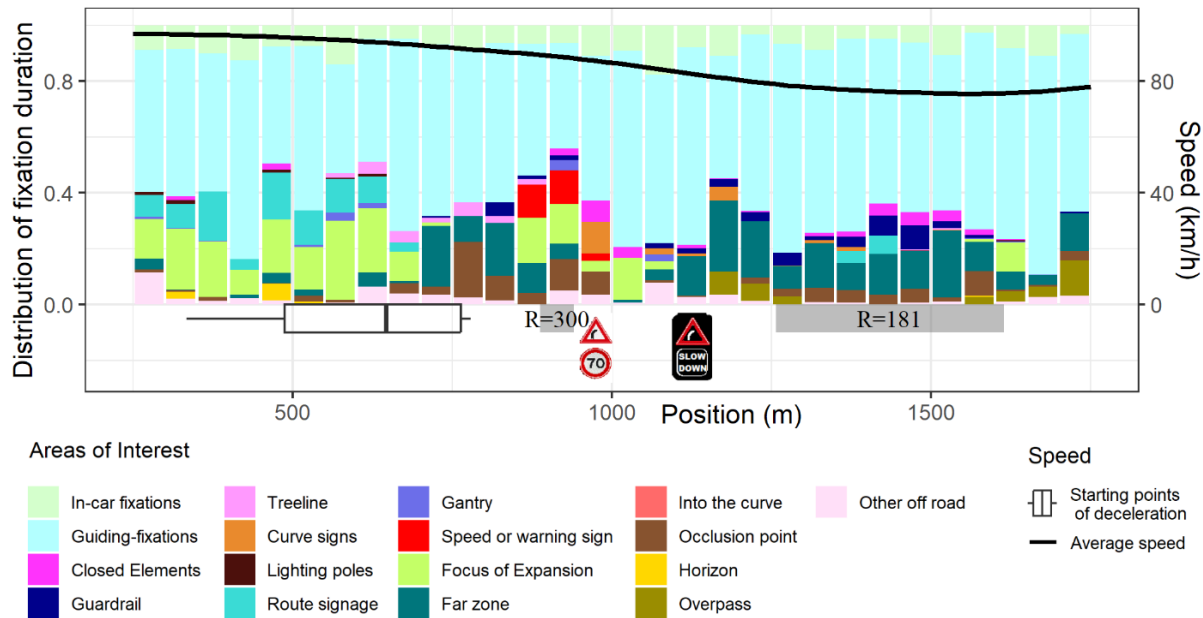 Distribution of fixation duration
0.8
0.4
0.0
Speed (km/h)
80
40
0
R=300
70
SLOW
DOWN
R=181
500
1000
1500
Position (m)
Areas of Interest
In-car fixations
Guiding-fixations
Closed Elements
Guardrail
Treeline
Curve signs
Lighting poles
Route signage
Gantry
Speed or warning sign
Focus of Expansion
Far zone
Into the curve
Occlusion point
Horizon
Overpass
Other off road
Speed
Starting points
of deceleration
Average speed